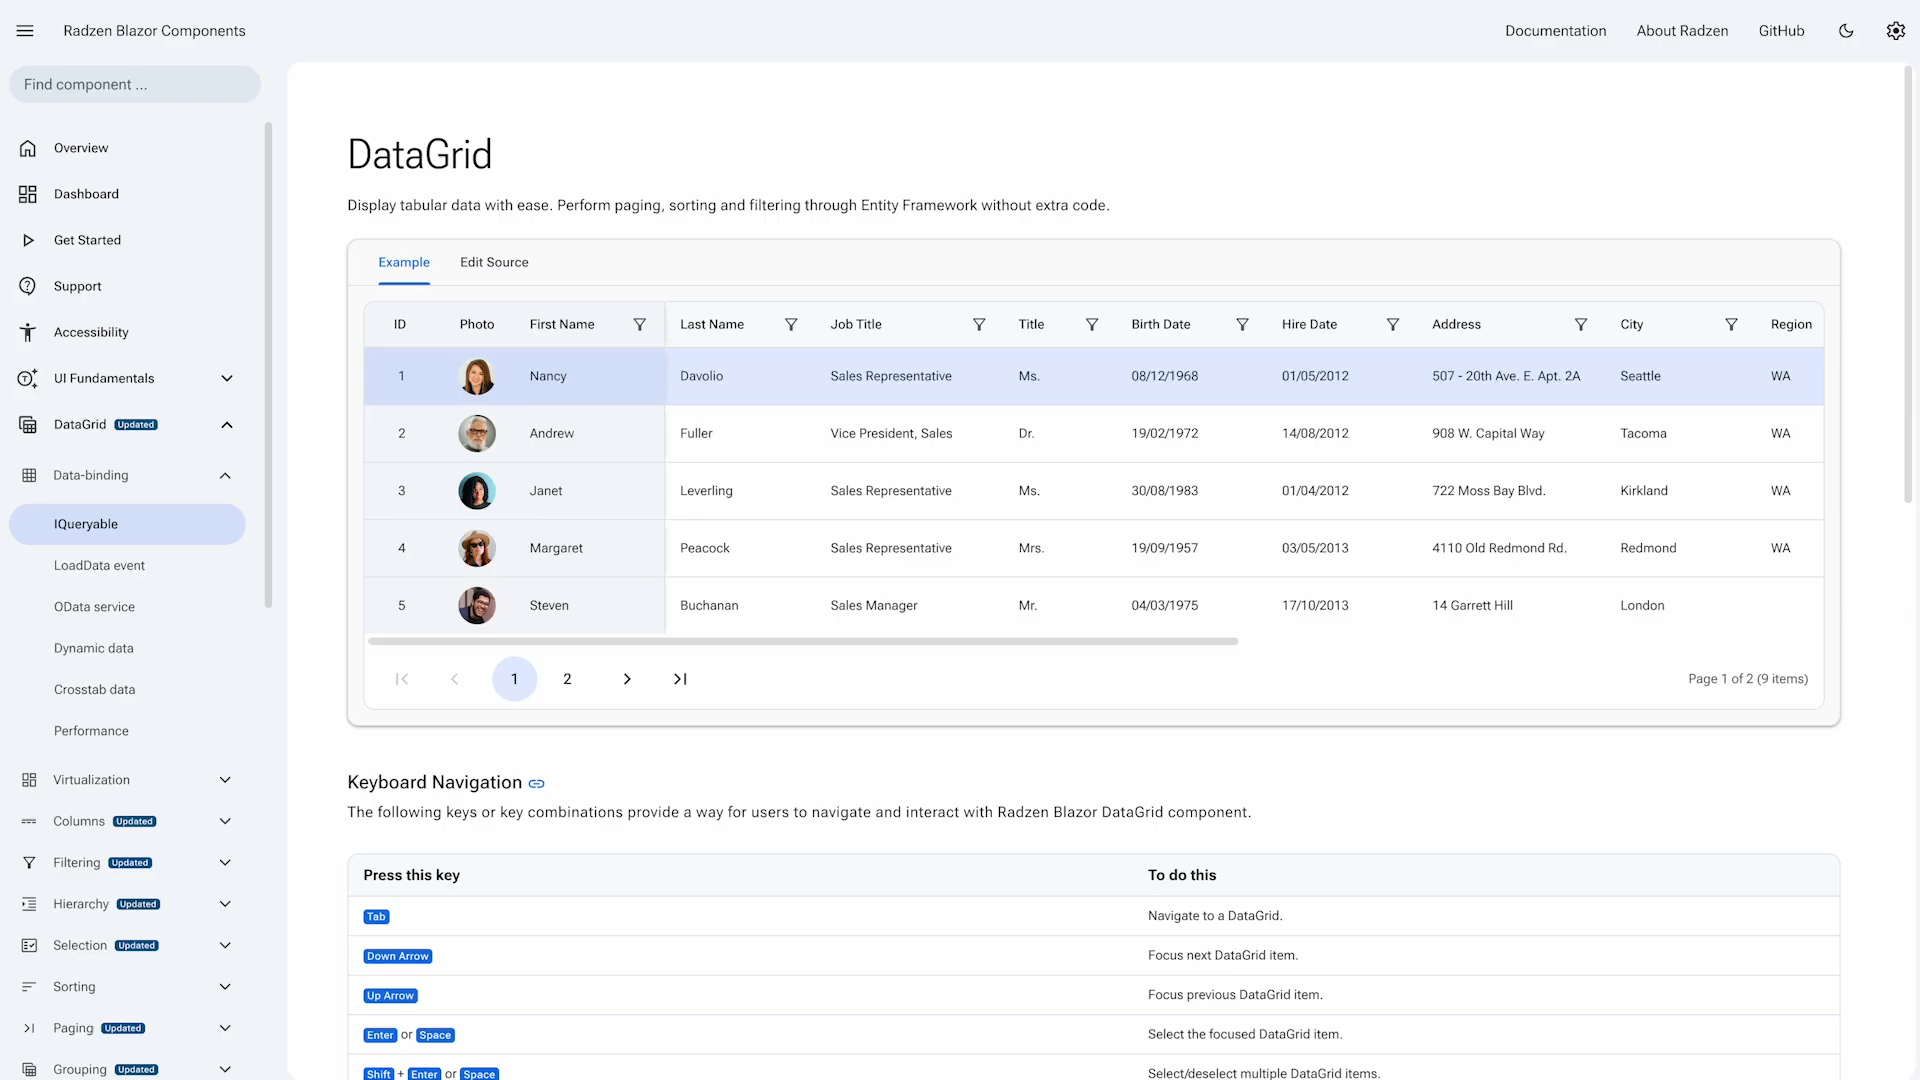 Radzen Blazor Components
Documentation About Radzen GitHub
Find component ...
Overview
Dashboard
Get Started
Support
Accessibility
UI Fundamentals
DataGrid Updated
Data-binding
IQueryable
LoadData event
OData service
Dynamic data
Crosstab data
Performance
Virtualization
Columns Updated
Filtering Updated
Hierarchy Updated
Selection Updated
Sorting
Paging Updated
Grouping Updated
DataGrid
Display tabular data with ease. Perform paging, sorting and filtering through Entity Framework without extra code.
Example Edit Source
ID Photo First Name Last Name Job Title Title Birth Date Hire Date Address City Region
1 Nancy Davolio Sales Representative Ms. 08/12/1968 01/05/2012 507 - 20th Ave. E. Apt. 2A Seattle WA
2 Andrew Fuller Vice President, Sales Dr. 19/02/1972 14/08/2012 908 W. Capital Way Tacoma WA
3 Janet Leverling Sales Representative Ms. 30/08/1983 01/04/2012 722 Moss Bay Blvd. Kirkland WA
4 Margaret Peacock Sales Representative Mrs. 19/09/1957 03/05/2013 4110 Old Redmond Rd. Redmond WA
5 Steven Buchanan Sales Manager Mr. 04/03/1975 17/10/2013 14 Garrett Hill London
1 2 Page 1 of 2 (9 items)
Keyboard Navigation
The following keys or key combinations provide a way for users to navigate and interact with Radzen Blazor DataGrid component.
Press this key To do this
Tab Navigate to a DataGrid.
Down Arrow Focus next DataGrid item.
Up Arrow Focus previous DataGrid item.
Enter or Space Select the focused DataGrid item.
Shift + Enter or Space Select/deselect multiple DataGrid items.